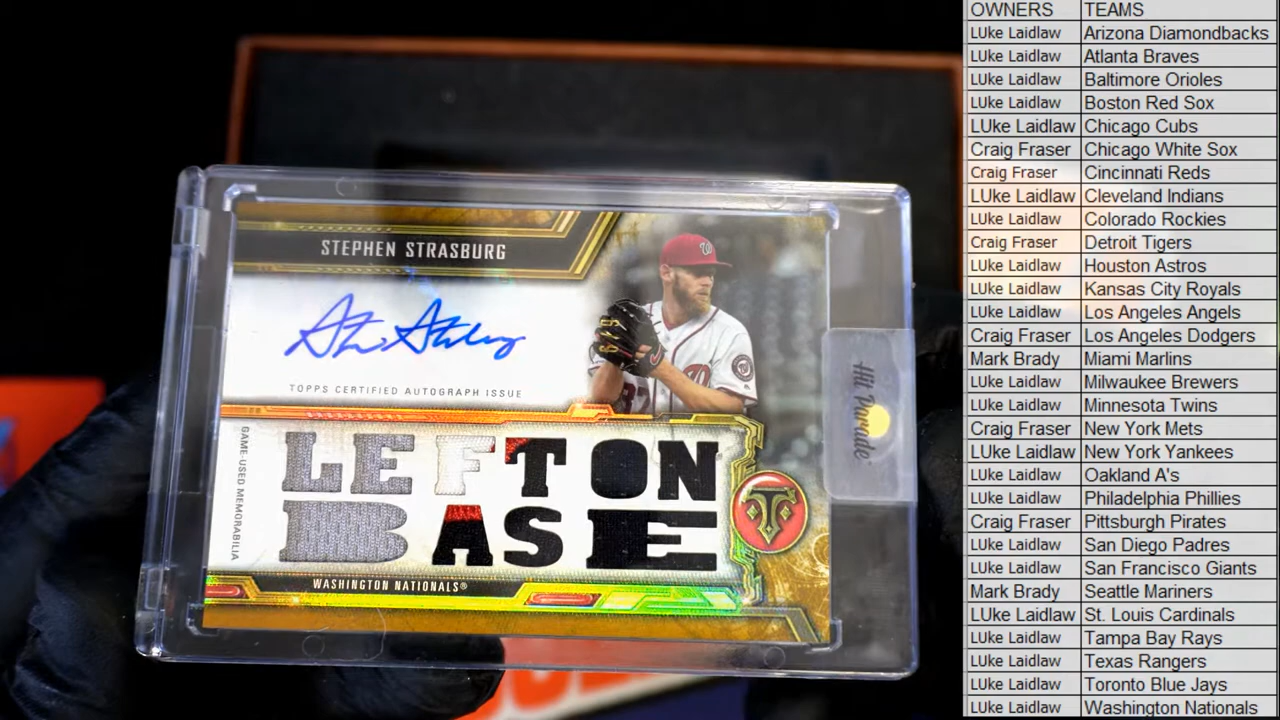 STEPHEN STRASBURG
TOPPS CERTIFIED AUTOGRAPH ISSUE
GAME-USED MEMORABILIA
LEFT ON
BASE
WASHINGTON NATIONALS®
T
Hit Parade
OWNERS TEAMS
LUke Laidlaw Arizona Diamondbacks
LUke Laidlaw Atlanta Braves
LUke Laidlaw Baltimore Orioles
LUke Laidlaw Boston Red Sox
LUke Laidlaw Chicago Cubs
Craig Fraser Chicago White Sox
Craig Fraser Cincinnati Reds
LUke Laidlaw Cleveland Indians
LUke Laidlaw Colorado Rockies
Craig Fraser Detroit Tigers
LUke Laidlaw Houston Astros
LUke Laidlaw Kansas City Royals
LUke Laidlaw Los Angeles Angels
Craig Fraser Los Angeles Dodgers
Mark Brady Miami Marlins
LUke Laidlaw Milwaukee Brewers
LUke Laidlaw Minnesota Twins
Craig Fraser New York Mets
LUke Laidlaw New York Yankees
LUke Laidlaw Oakland A's
LUke Laidlaw Philadelphia Phillies
Craig Fraser Pittsburgh Pirates
LUke Laidlaw San Diego Padres
LUke Laidlaw San Francisco Giants
Mark Brady Seattle Mariners
LUke Laidlaw St. Louis Cardinals
LUke Laidlaw Tampa Bay Rays
LUke Laidlaw Texas Rangers
LUke Laidlaw Toronto Blue Jays
LUke Laidlaw Washington Nationals